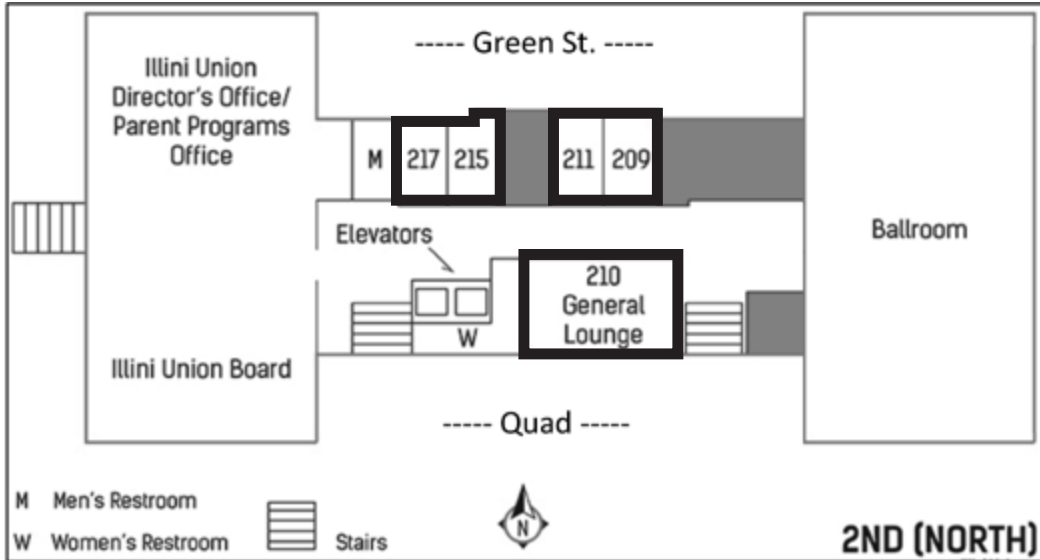 ----- Green St. -----
Illini Union
Director's Office/
Parent Programs
Office
M
217
215
211
209
Elevators
210
General
Lounge
Ballroom
W
Illini Union Board
----- Quad -----
M Men's Restroom
W Women's Restroom
Stairs
N
2ND (NORTH)